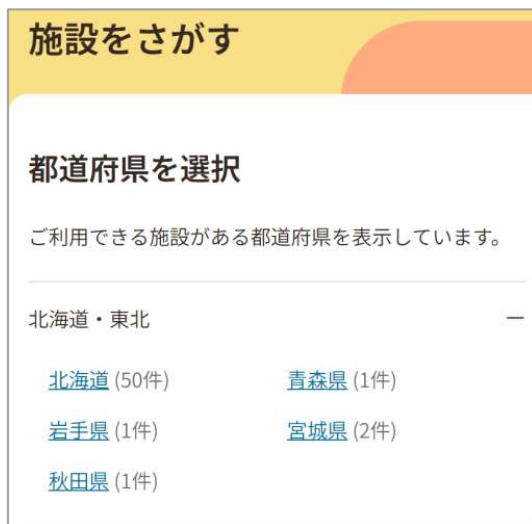 施設をさがす
都道府県を選択
ご利用できる施設がある都道府県を表示しています。
北海道・東北
北海道 (50件) 青森県 (1件)
岩手県 (1件) 宮城県 (2件)
秋田県 (1件)